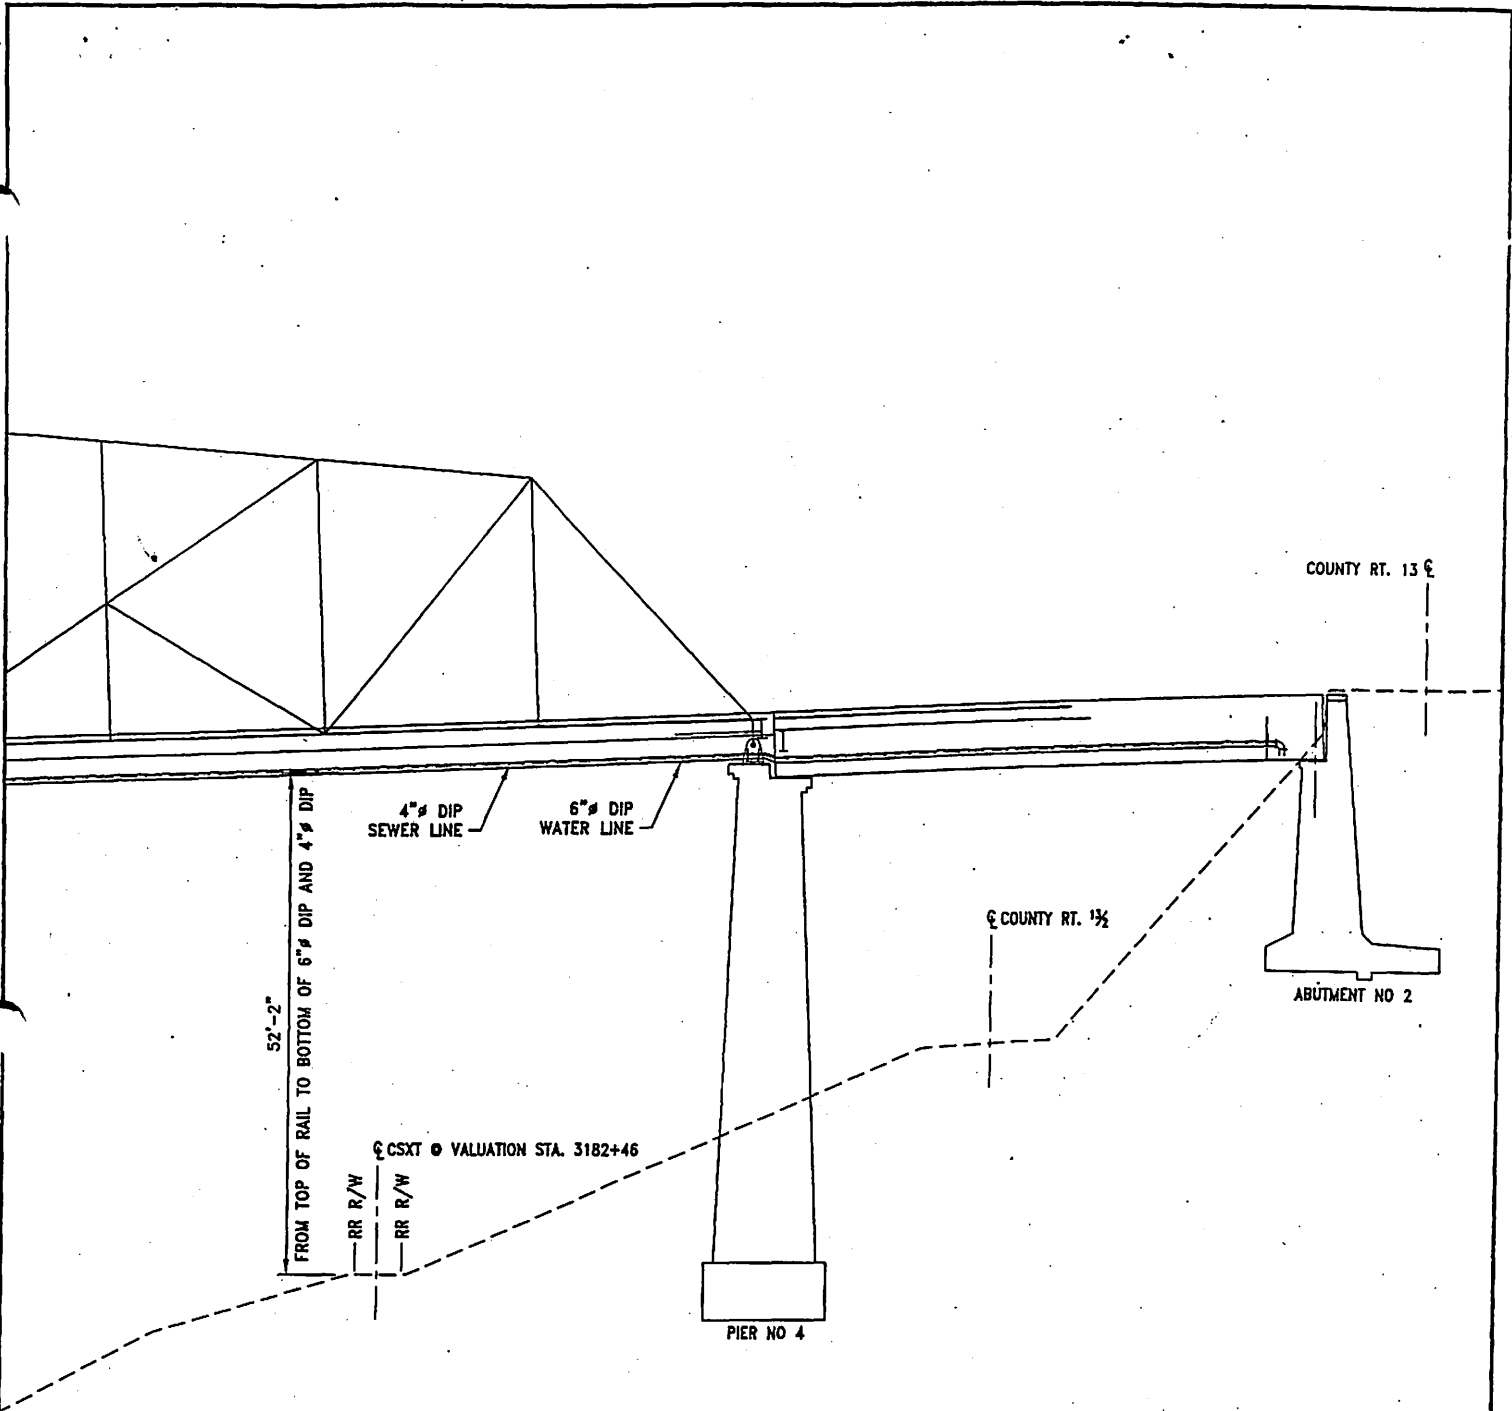 COUNTY RT. 13 ℄
4"ø DIP
SEWER LINE
6"ø DIP
WATER LINE
52'-2"
FROM TOP OF RAIL TO BOTTOM OF 6"ø DIP AND 4"ø DIP
℄ COUNTY RT. 13/2
ABUTMENT NO 2
℄ CSXT @ VALUATION STA. 3182+46
RR R/W
RR R/W
PIER NO 4